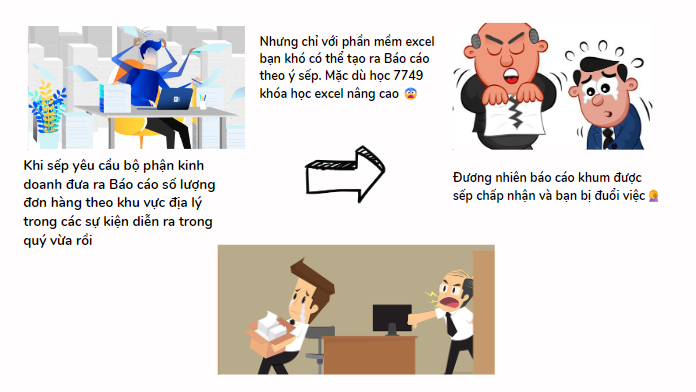 Khi sếp yêu cầu bộ phận kinh
doanh đưa ra Báo cáo số lượng
đơn hàng theo khu vực địa lý
trong các sự kiện diễn ra trong
quý vừa rồi
Nhưng chỉ với phần mềm excel
bạn khó có thể tạo ra Báo cáo
theo ý sếp. Mặc dù học 7749
khóa học excel nâng cao 😰
Đương nhiên báo cáo khum được
sếp chấp nhận và bạn bị đuổi việc🤦‍♀️